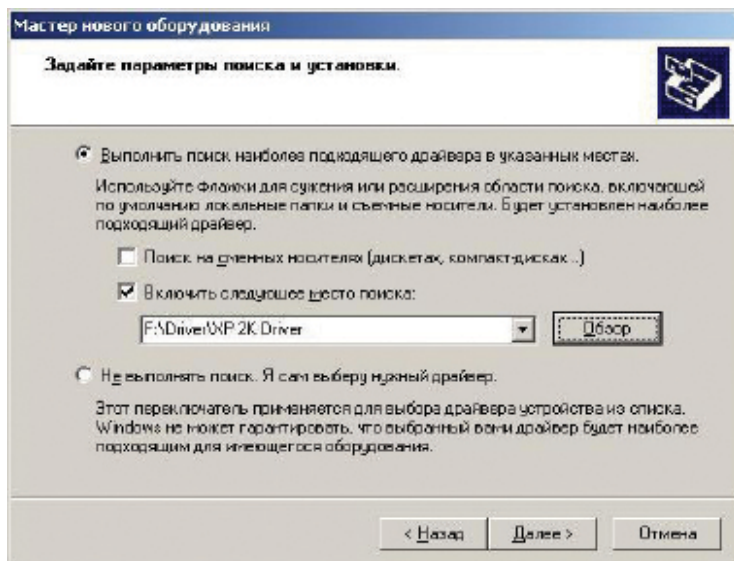 Мастер нового оборудования
Задайте параметры поиска и установки.
Выполнить поиск наиболее подходящего драйвера в указанных местах.
Используйте флажки для сужения или расширения области поиска, включающей
по умолчанию локальные папки и съемные носители. Будет установлен наиболее
подходящий драйвер.
Поиск на сменных носителях (дискетах, компакт-дисках...)
Включить следующее место поиска:
F:\Driver\XP 2K Driver
Обзор
Не выполнять поиск. Я сам выберу нужный драйвер.
Этот переключатель применяется для выбора драйвера устройства из списка.
Windows не может гарантировать, что выбранный вами драйвер будет наиболее
подходящим для имеющегося оборудования.
< Назад Далее > Отмена